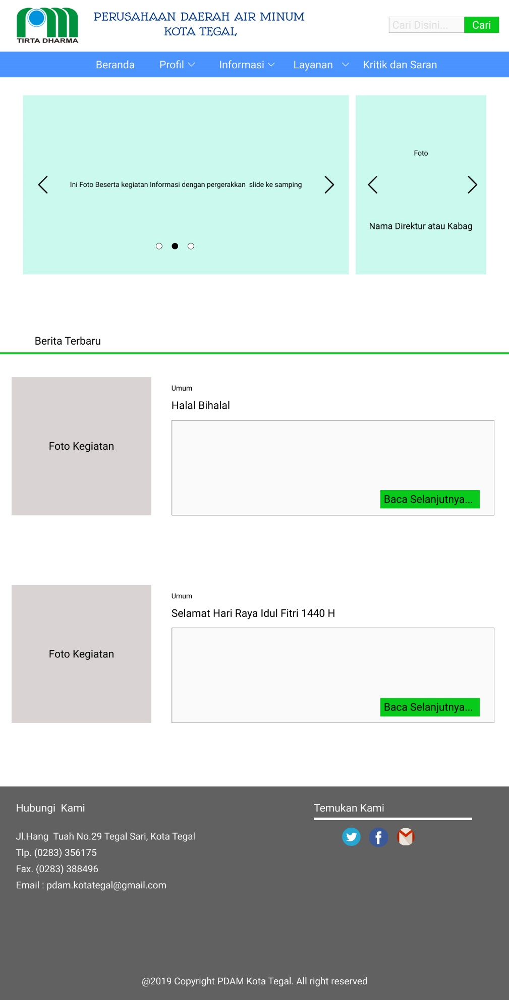 TIRTA DHARMA
PERUSAHAAN DAERAH AIR MINUM
KOTA TEGAL
Cari Disini...
Cari
Beranda
Profil
Informasi
Layanan
Kritik dan Saran
Ini Foto Beserta kegiatan Informasi dengan pergerakkan  slide ke samping
Foto
Nama Direktur atau Kabag
Berita Terbaru
Foto Kegiatan
Umum
Halal Bihalal
Baca Selanjutnya...
Foto Kegiatan
Umum
Selamat Hari Raya Idul Fitri 1440 H
Baca Selanjutnya...
Hubungi  Kami
Jl.Hang  Tuah No.29 Tegal Sari, Kota Tegal
Tlp. (0283) 356175
Fax. (0283) 388496
Email : pdam.kotategal@gmail.com
Temukan Kami
@2019 Copyright PDAM Kota Tegal. All right reserved